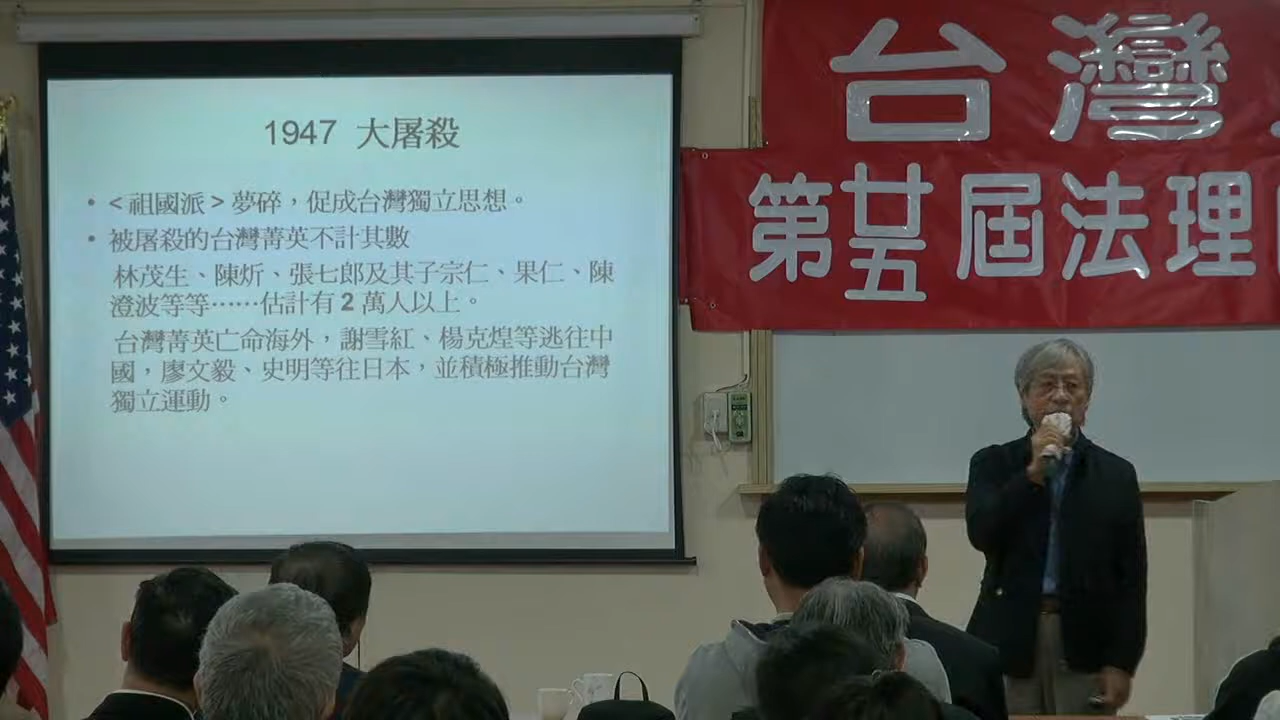 1947 大屠殺
• <祖國派> 夢碎，促成台灣獨立思想。
• 被屠殺的台灣菁英不計其數
林茂生、陳炘、張七郎及其子宗仁、果仁、陳
澄波等等……估計有 2 萬人以上。
台灣菁英亡命海外，謝雪紅、楊克煌等逃往中
國，廖文毅、史明等往日本，並積極推動台灣
獨立運動。
台灣
第廿五屆法理